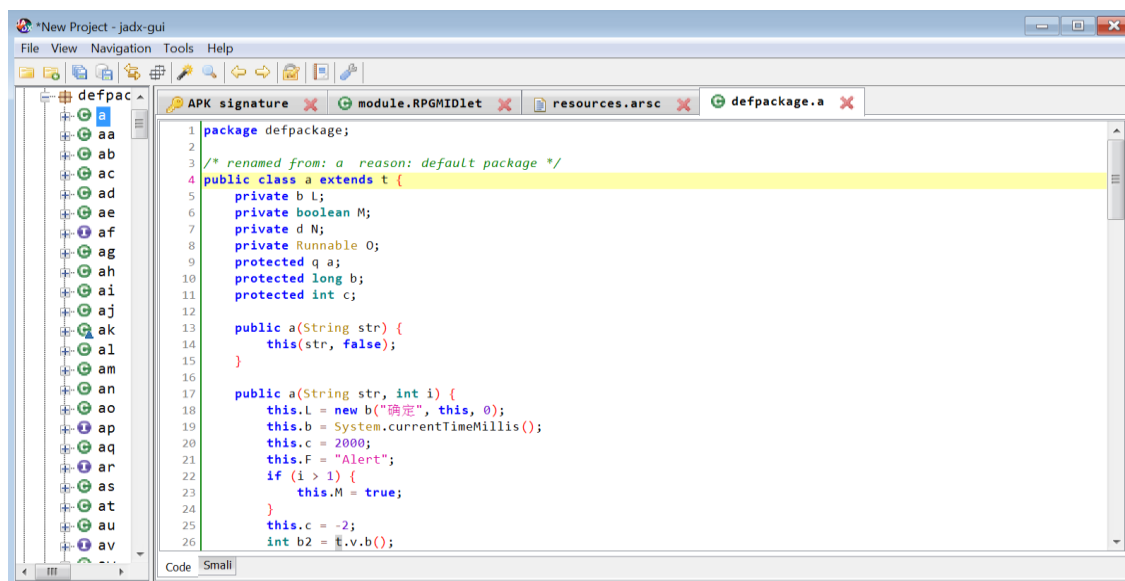 *New Project - jadx-gui
File View Navigation Tools Help
defpac
a
aa
ab
ac
ad
ae
af
ag
ah
ai
aj
ak
al
am
an
ao
ap
aq
ar
as
at
au
av
APK signature module.RPGMIDlet resources.arsc defpackage.a
1 package defpackage;
2
3 /* renamed from: a  reason: default package */
4 public class a extends t {
5     private b L;
6     private boolean M;
7     private d N;
8     private Runnable O;
9     protected q a;
10     protected long b;
11     protected int c;
12
13     public a(String str) {
14         this(str, false);
15     }
16
17     public a(String str, int i) {
18         this.L = new b("确定", this, 0);
19         this.b = System.currentTimeMillis();
20         this.c = 2000;
21         this.F = "Alert";
22         if (i > 1) {
23             this.M = true;
24         }
25         this.c = -2;
26         int b2 = t.v.b();
Code Smali